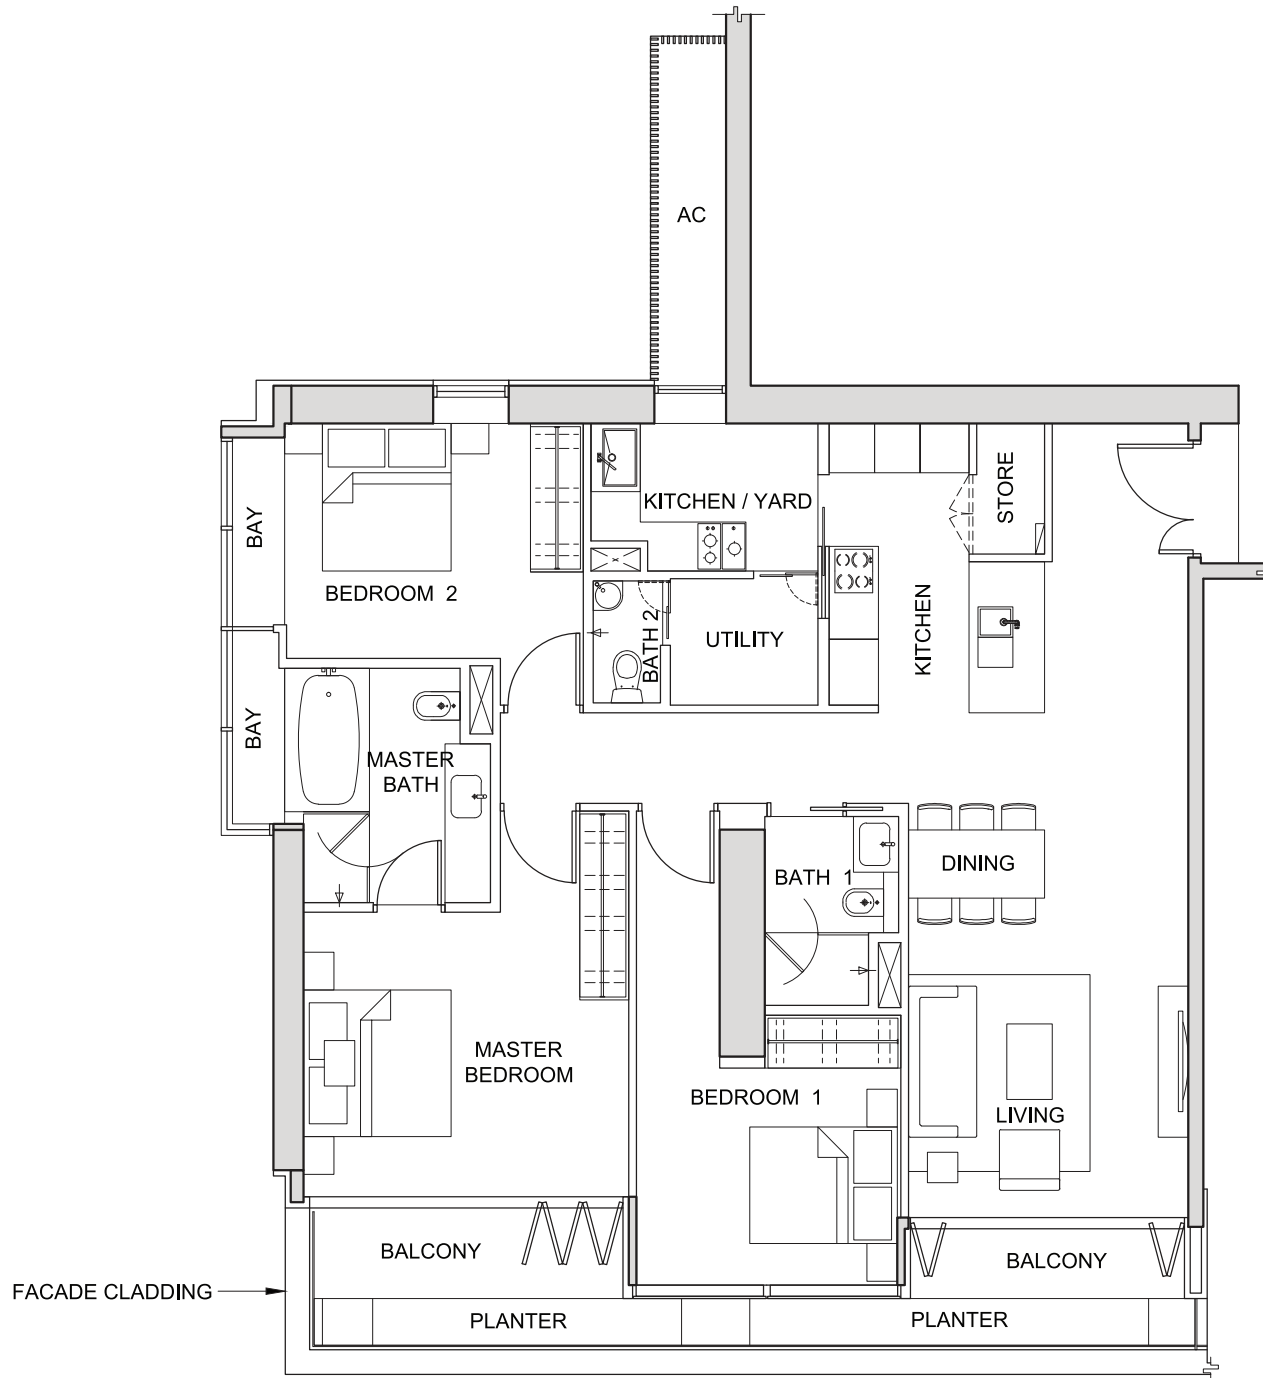 AC
KITCHEN / YARD
STORE
BAY
BEDROOM 2
BATH 2
UTILITY
KITCHEN
BAY
MASTER
BATH
DINING
BATH 1
MASTER
BEDROOM
BEDROOM 1
LIVING
BALCONY
BALCONY
FACADE CLADDING
PLANTER
PLANTER